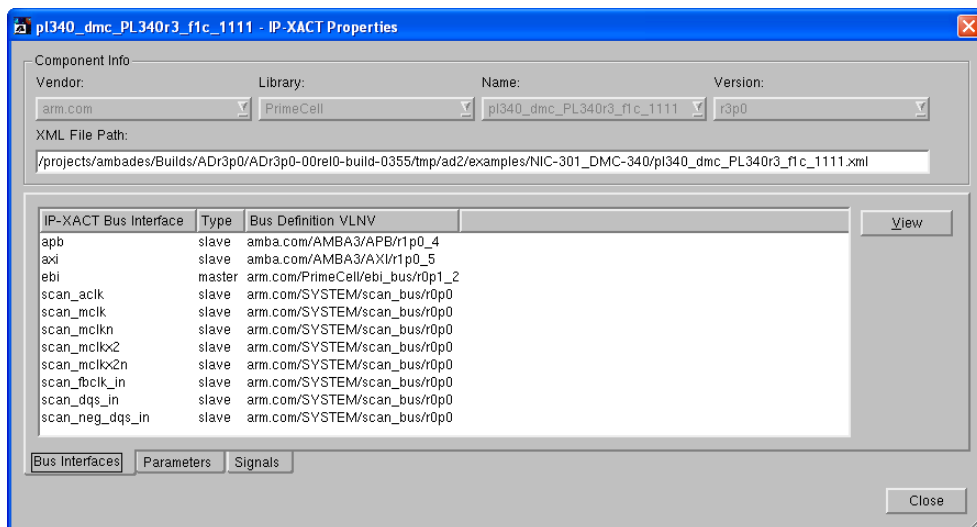 pl340_dmc_PL340r3_f1c_1111 - IP-XACT Properties
Component Info
Vendor: Library: Name: Version:
arm.com PrimeCell pl340_dmc_PL340r3_f1c_1111 r3p0
XML File Path:
/projects/ambades/Builds/ADr3p0/ADr3p0-00rel0-build-0355/tmp/ad2/examples/NIC-301_DMC-340/pl340_dmc_PL340r3_f1c_1111.xml
IP-XACT Bus Interface Type Bus Definition VLNV
View
apb slave amba.com/AMBA3/APB/r1p0_4
axi slave amba.com/AMBA3/AXI/r1p0_5
ebi master arm.com/PrimeCell/ebi_bus/r0p1_2
scan_aclk slave arm.com/SYSTEM/scan_bus/r0p0
scan_mclk slave arm.com/SYSTEM/scan_bus/r0p0
scan_mclkn slave arm.com/SYSTEM/scan_bus/r0p0
scan_mclkx2 slave arm.com/SYSTEM/scan_bus/r0p0
scan_mclkx2n slave arm.com/SYSTEM/scan_bus/r0p0
scan_fbclk_in slave arm.com/SYSTEM/scan_bus/r0p0
scan_dqs_in slave arm.com/SYSTEM/scan_bus/r0p0
scan_neg_dqs_in slave arm.com/SYSTEM/scan_bus/r0p0
Bus Interfaces Parameters Signals
Close